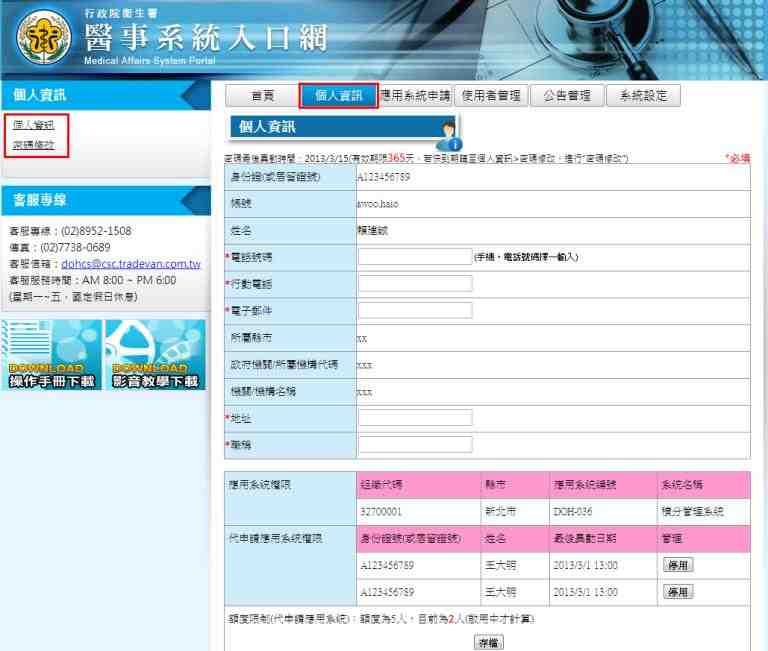 行政院衛生署
醫事系統入口網
Medical Affairs System Portal
個人資訊
個人資訊
密碼修改
客服專線
客服專線：(02)8952-1508
傳真：(02)7738-0689
客服信箱：dohcs@csc.tradevan.com.tw
客服服務時間：AM 8:00 ~ PM 6:00
(星期一~五，國定假日休息)
DOWNLOAD
操作手冊下載
DOWNLOAD
影音教學下載
首頁 個人資訊 應用系統申請 使用者管理 公告管理 系統設定
個人資訊
密碼最後異動時間：2013/3/15(有效期限365天，若快到期請至個人資訊>密碼修改，進行"密碼修改") *必填
身份證(或居留證號) A123456789
帳號 awoo.haio
姓名 賴進誠
*電話號碼 (手機、電話號碼擇一輸入)
*行動電話
*電子郵件
所屬縣市 xx
政府機關/所屬機構代碼 xxx
機關/機構名稱 xxx
*地址
*職稱
應用系統權限 組織代碼 縣市 應用系統編號 系統名稱
32700001 新北市 DOH-036 積分管理系統
代申請應用系統權限 身份證號(或居留證號) 姓名 最後異動日期 管理
A123456789 王大明 2013/3/1 13:00 停用
A123456789 王大明 2013/3/1 13:00 停用
額度限制(代申請應用系統)：額度為5人，目前為2人(啟用中才計算)
存檔